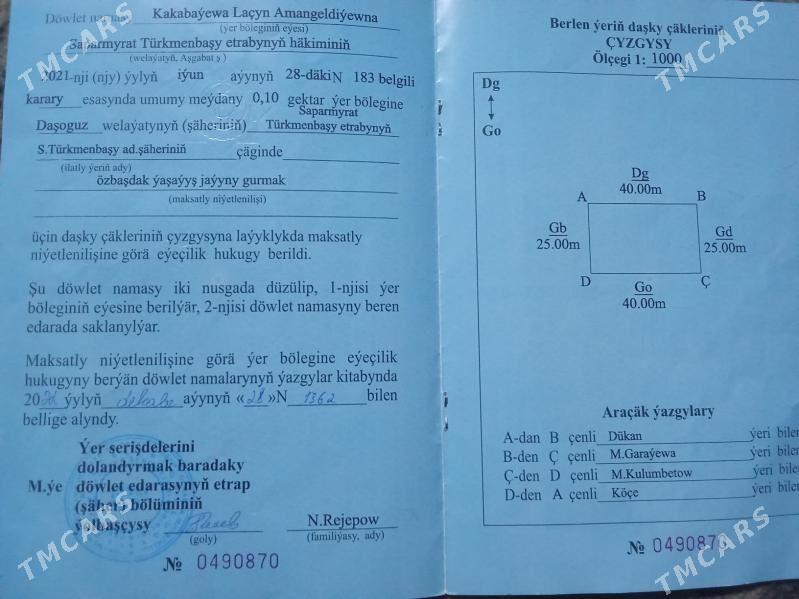 Döwlet namasy Kakabaýewa Laçyn Amangeldiýewna
(ýer böleginiň eýesi)
Saparmyrat Türkmenbaşy etrabynyň häkiminiň
(welaýatyň, Aşgabat ş)
2021-nji (njy) ýylyň iýun aýynyň 28-däki N 183 belgili
karary esasynda umumy meýdany 0,10 gektar ýer bölegine
Saparmyrat
Daşoguz welaýatynyň (şäheriniň) Türkmenbaşy etrabynyň
S.Türkmenbaşy ad.şäheriniň çäginde
(ilatly ýeriň ady)
özbaşdak ýaşaýyş jaýyny gurmak
(maksatly niýetlenilişi)
üçin daşky çäkleriniň çyzgysyna laýyklykda maksatly
niýetlenilişine görä eýeçilik hukugy berildi.
Şu döwlet namasy iki nusgada düzülip, 1-njisi ýer
böleginiň eýesine berilýär, 2-njisi döwlet namasyny beren
edarada saklanylýar.
Maksatly niýetlenilişine görä ýer bölegine eýeçilik
hukugyny berýän döwlet namalarynyň ýazgylar kitabynda
20 ýylyň dekabr aýynyň «28»N 1362 bilen
bellige alyndy.
Ýer serişdelerini
dolandyrmak baradaky
M.ýe döwlet edarasynyň etrap
(şäher) bölüminiň
ýolbaşçysy N.Rejepow
(goly) (familiýasy, ady)
№ 0490870
Berlen ýeriň daşky çäkleriniň
ÇYZGYSY
Ölçegi 1: 1000
Dg
Go
Dg
40.00m
A B
Gb
25.00m
Gd
25.00m
D Ç
Go
40.00m
Araçäk ýazgylary
A-dan B çenli Dükan ýeri bilen
B-den Ç çenli M.Garaýewa ýeri bilen
Ç-den D çenli M.Kulumbetow ýeri bilen
D-den A çenli Köçe ýeri bilen
№ 0490870
TMCARS
TMCARS
TMCARS
TMCARS